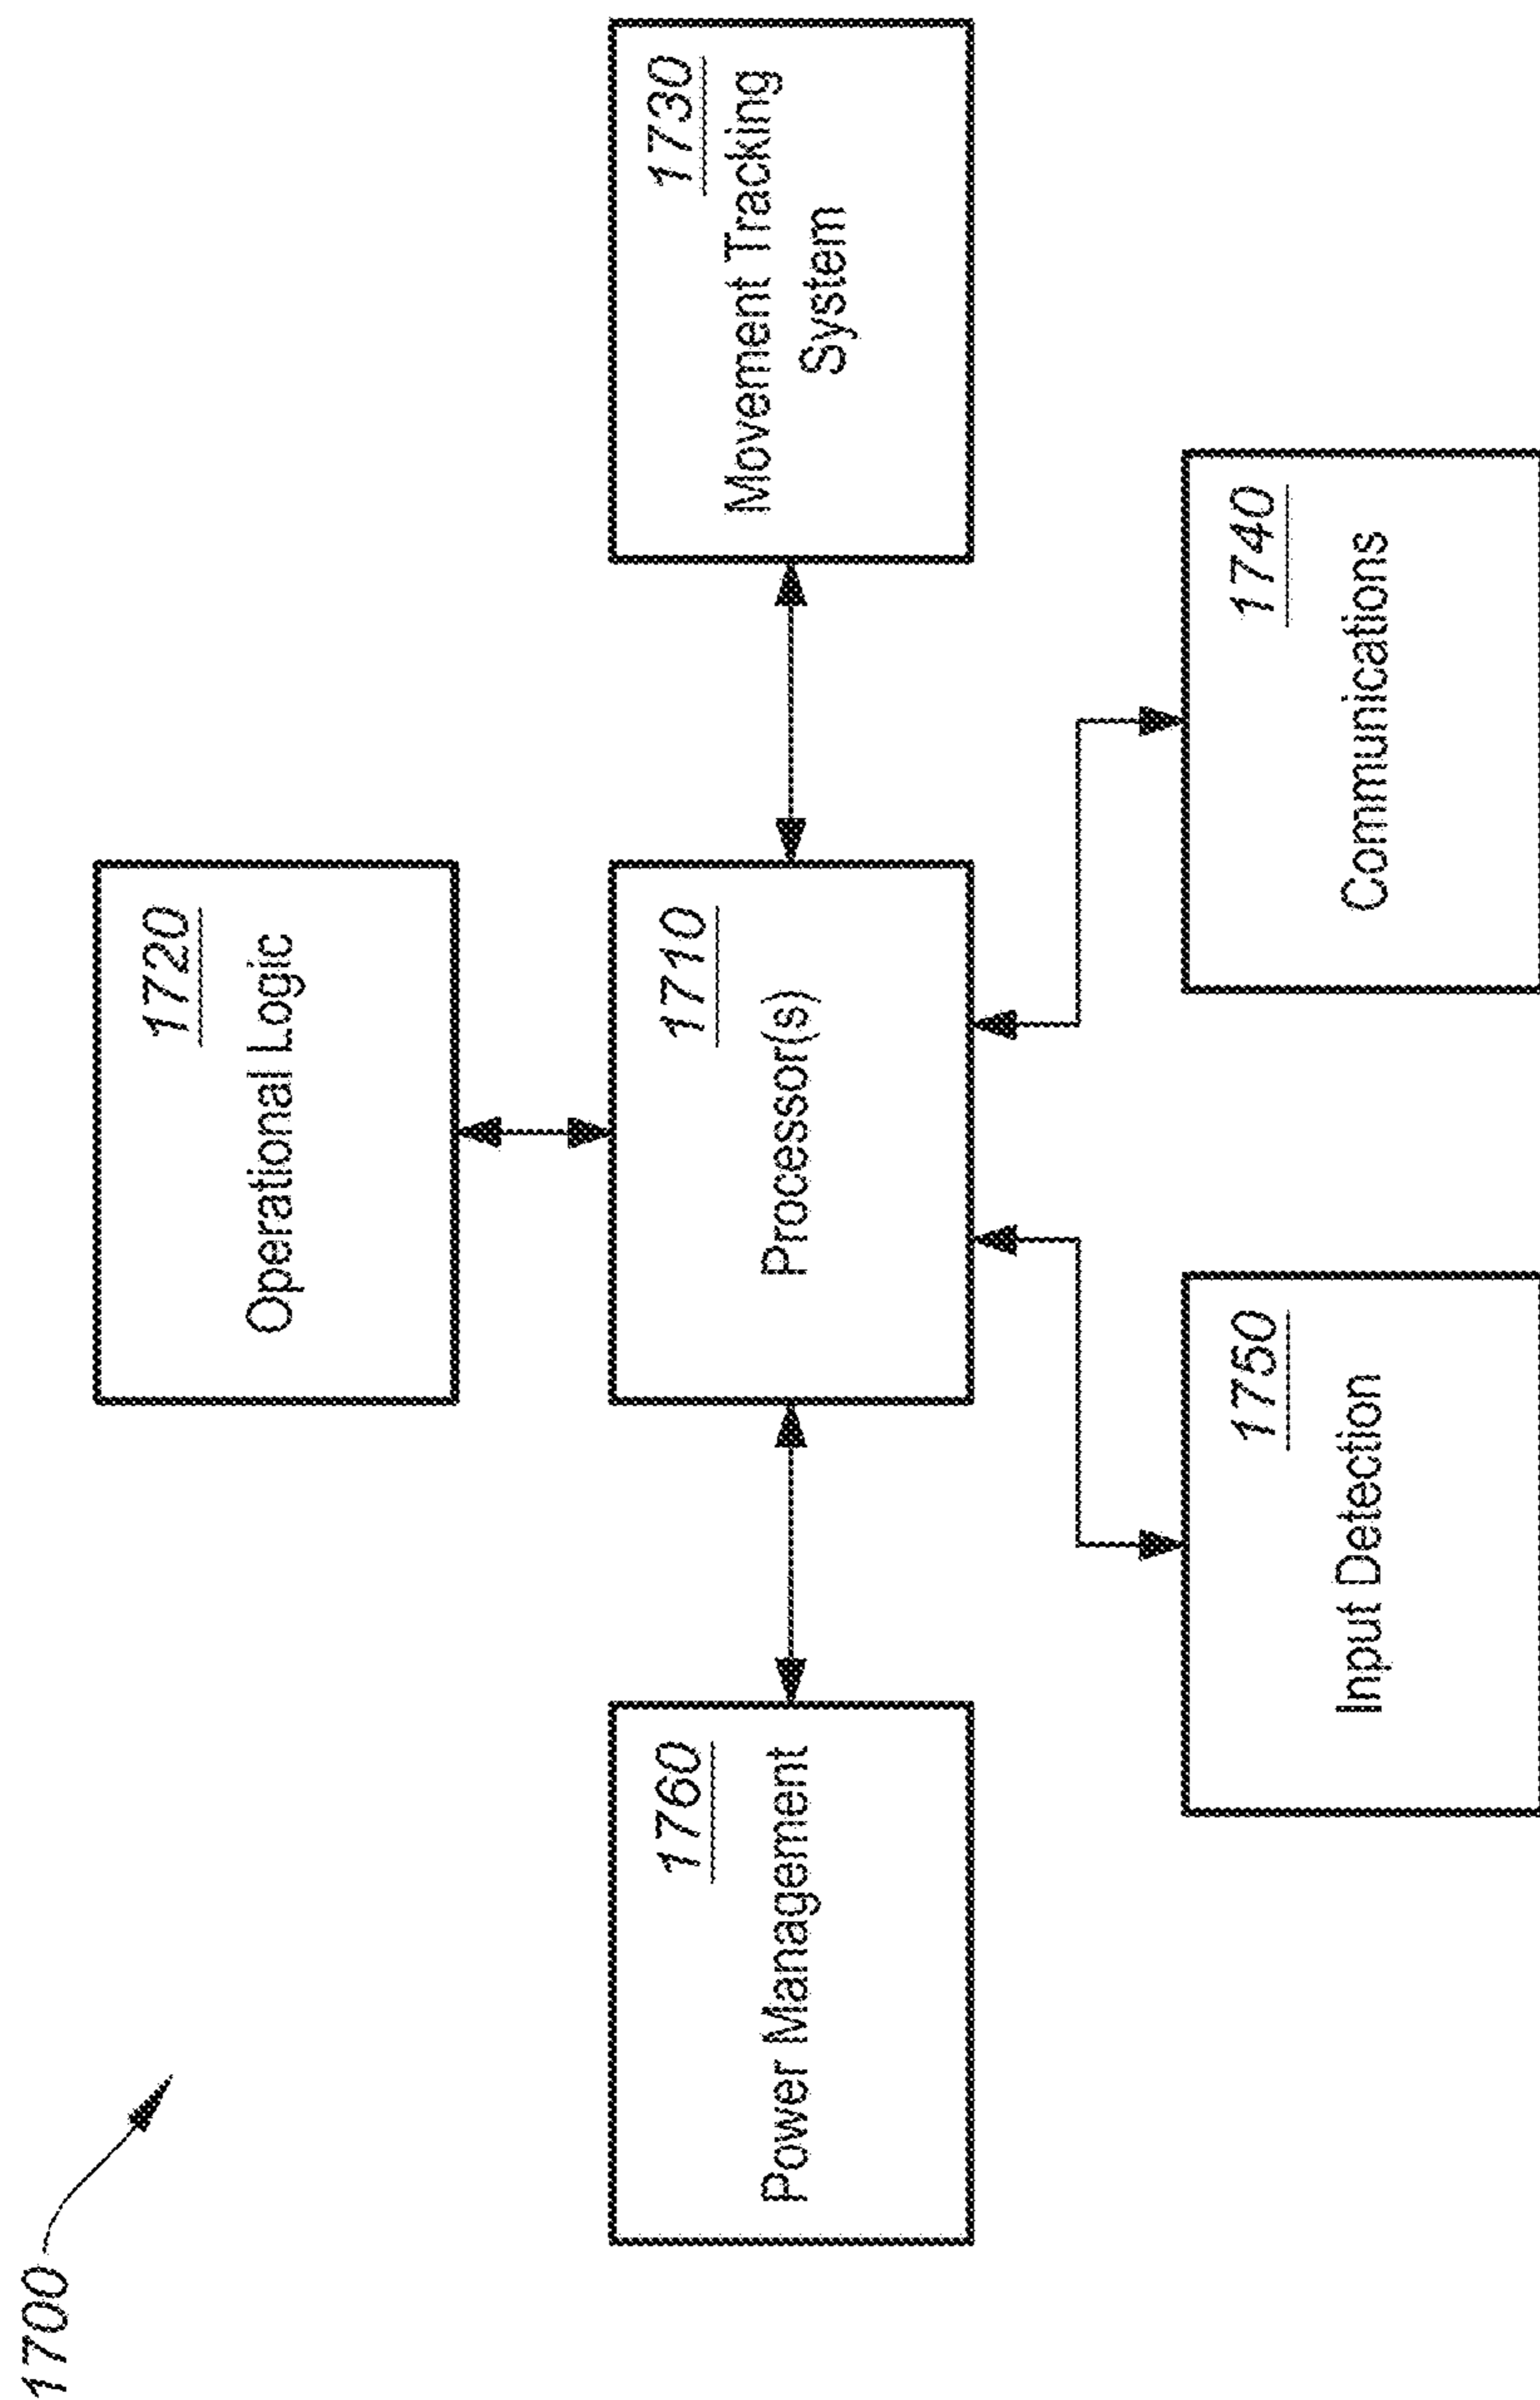 1700
1720
Operational Logic
1760
Power Management
1710
Processor(s)
1730
Movement Tracking
System
1750
Input Detection
1740
Communications